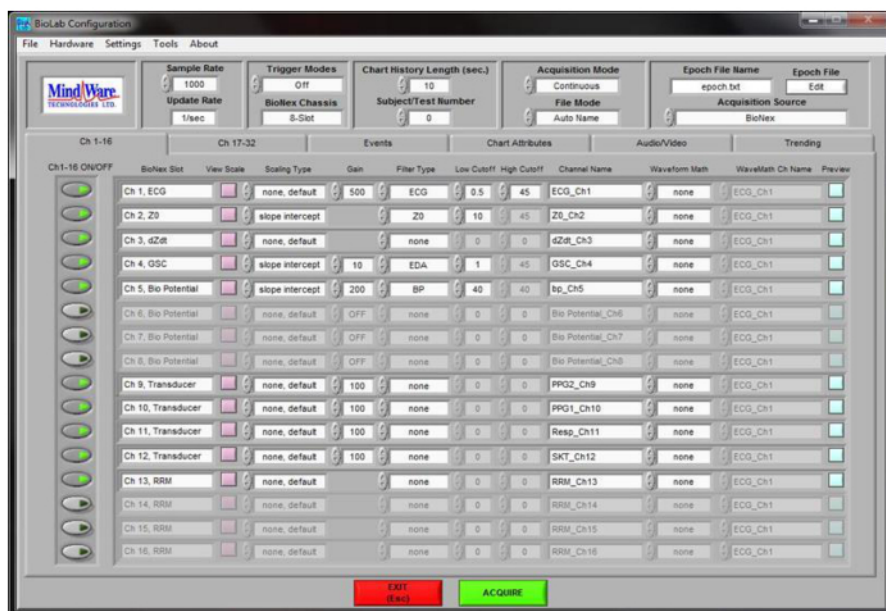 BioLab Configuration
File Hardware Settings Tools About
Mind Ware
TECHNOLOGIES LTD.
Sample Rate
1000
Update Rate
1/sec
Trigger Modes
Off
BioNex Chassis
8-Slot
Chart History Length (sec.)
10
Subject/Test Number
0
Acquisition Mode
Continuous
File Mode
Auto Name
Epoch File Name
epoch.txt
Epoch File
Edit
Acquisition Source
BioNex
Ch 1-16 Ch 17-32 Events Chart Attributes Audio/Video Trending
Ch1-16 ON/OFF BioNex Slot View Scale Scaling Type Gain Filter Type Low Cutoff High Cutoff Channel Name Waveform Math WaveMath Ch Name Preview
Ch 1, ECG none, default 500 ECG 0.5 45 ECG_Ch1 none ECG_Ch1
Ch 2, Z0 slope intercept Z0 10 45 Z0_Ch2 none ECG_Ch1
Ch 3, dZdt none, default none 0 0 dZdt_Ch3 none ECG_Ch1
Ch 4, GSC slope intercept 10 EDA 1 45 GSC_Ch4 none ECG_Ch1
Ch 5, Bio Potential slope intercept 200 BP 40 40 bp_Ch5 none ECG_Ch1
Ch 6, Bio Potential none, default OFF none 0 0 Bio Potential_Ch6 none ECG_Ch1
Ch 7, Bio Potential none, default OFF none 0 0 Bio Potential_Ch7 none ECG_Ch1
Ch 8, Bio Potential none, default OFF none 0 0 Bio Potential_Ch8 none ECG_Ch1
Ch 9, Transducer none, default 100 none 0 0 PPG2_Ch9 none ECG_Ch1
Ch 10, Transducer none, default 100 none 0 0 PPG1_Ch10 none ECG_Ch1
Ch 11, Transducer none, default 100 none 0 0 Resp_Ch11 none ECG_Ch1
Ch 12, Transducer none, default 100 none 0 0 SKT_Ch12 none ECG_Ch1
Ch 13, RRM none, default none 0 0 RRM_Ch13 none ECG_Ch1
Ch 14, RRM none, default none 0 0 RRM_Ch14 none ECG_Ch1
Ch 15, RRM none, default none 0 0 RRM_Ch15 none ECG_Ch1
Ch 16, RRM none, default none 0 0 RRM_Ch16 none ECG_Ch1
EXIT
(Esc)
ACQUIRE